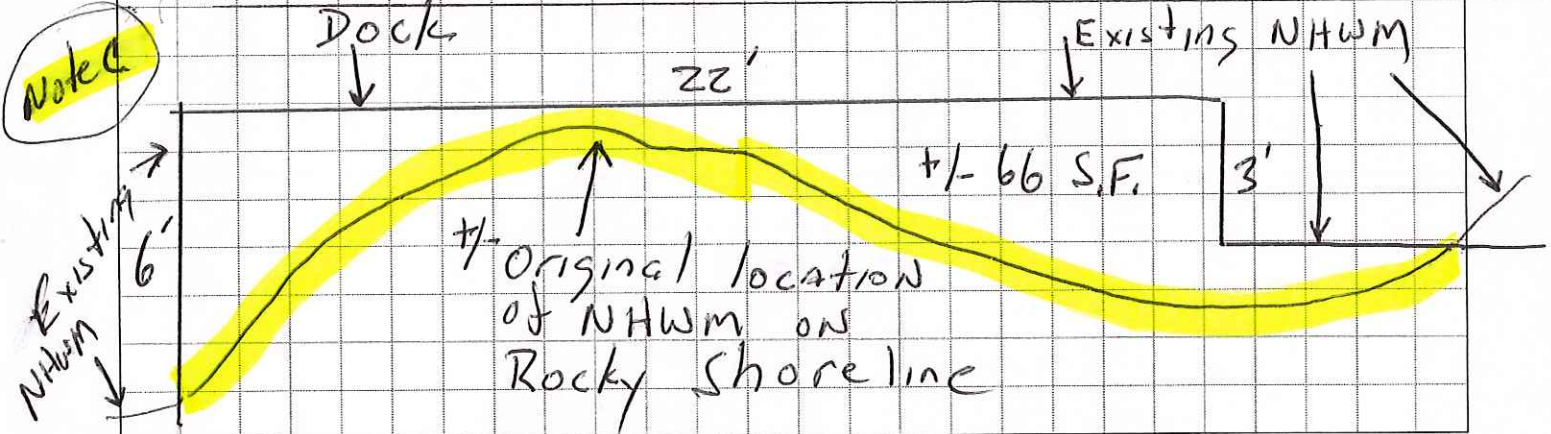 Note C
Dock
22'
Existing NHWM
+/- 66 S.F.
3'
Existing
NHWM
6'
+/- Original location
of NHWM on
Rocky Shoreline